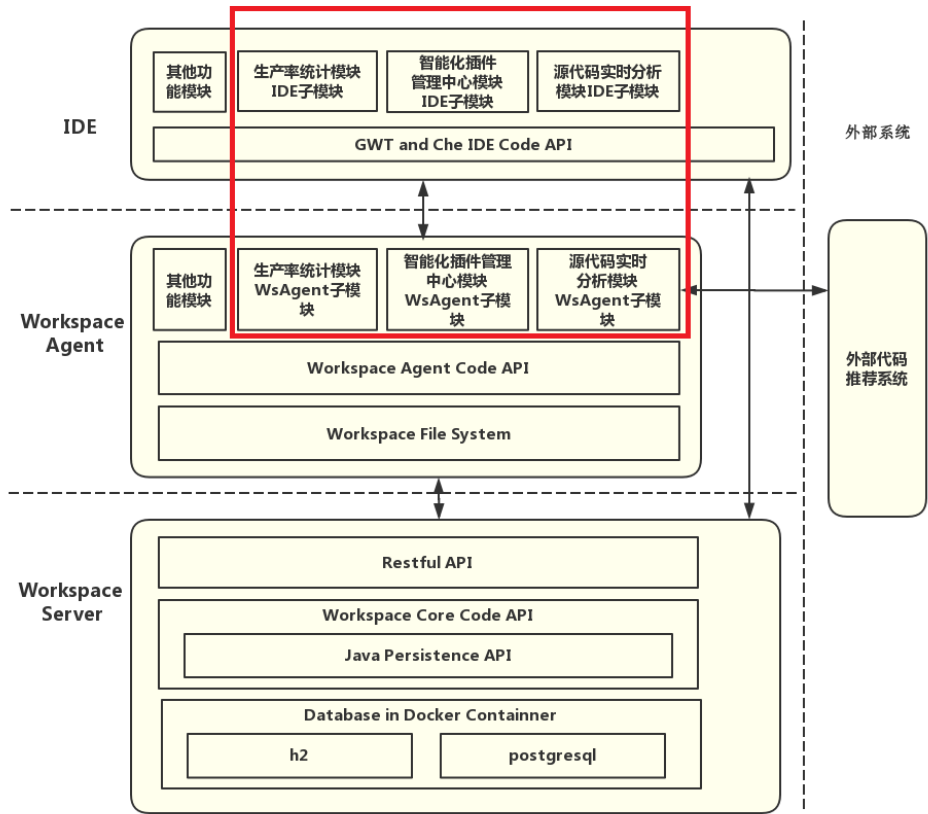 IDE
其他功
能模块
生产率统计模块
IDE子模块
智能化插件
管理中心模块
IDE子模块
源代码实时分析
模块IDE子模块
GWT and Che IDE Code API
外部系统
Workspace
Agent
其他功
能模块
生产率统计模块
WsAgent子模
块
智能化插件管理
中心模块
WsAgent子模
块
源代码实时
分析模块
WsAgent子模
块
Workspace Agent Code API
Workspace File System
外部代码
推荐系统
Workspace
Server
Restful API
Workspace Core Code API
Java Persistence API
Database in Docker Containner
h2
postgresql